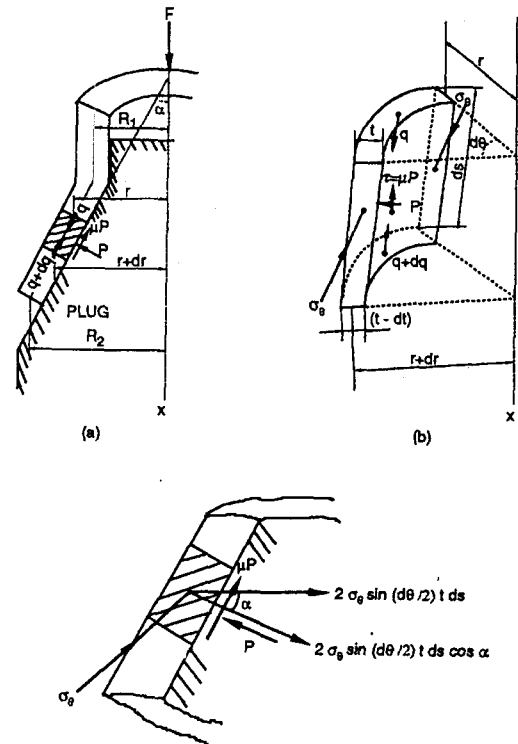 F
α
R1
r
q
μP
P
q+dq
r+dr
PLUG
R2
x
(a)
r
σθ
t
q
dθ
ds
τ=μP
P
q+dq
σθ
(t - dt)
r+dr
x
(b)
μP
α
2 σθ sin (dθ/2) t ds
P
2 σθ sin (dθ/2) t ds cos α
σθ